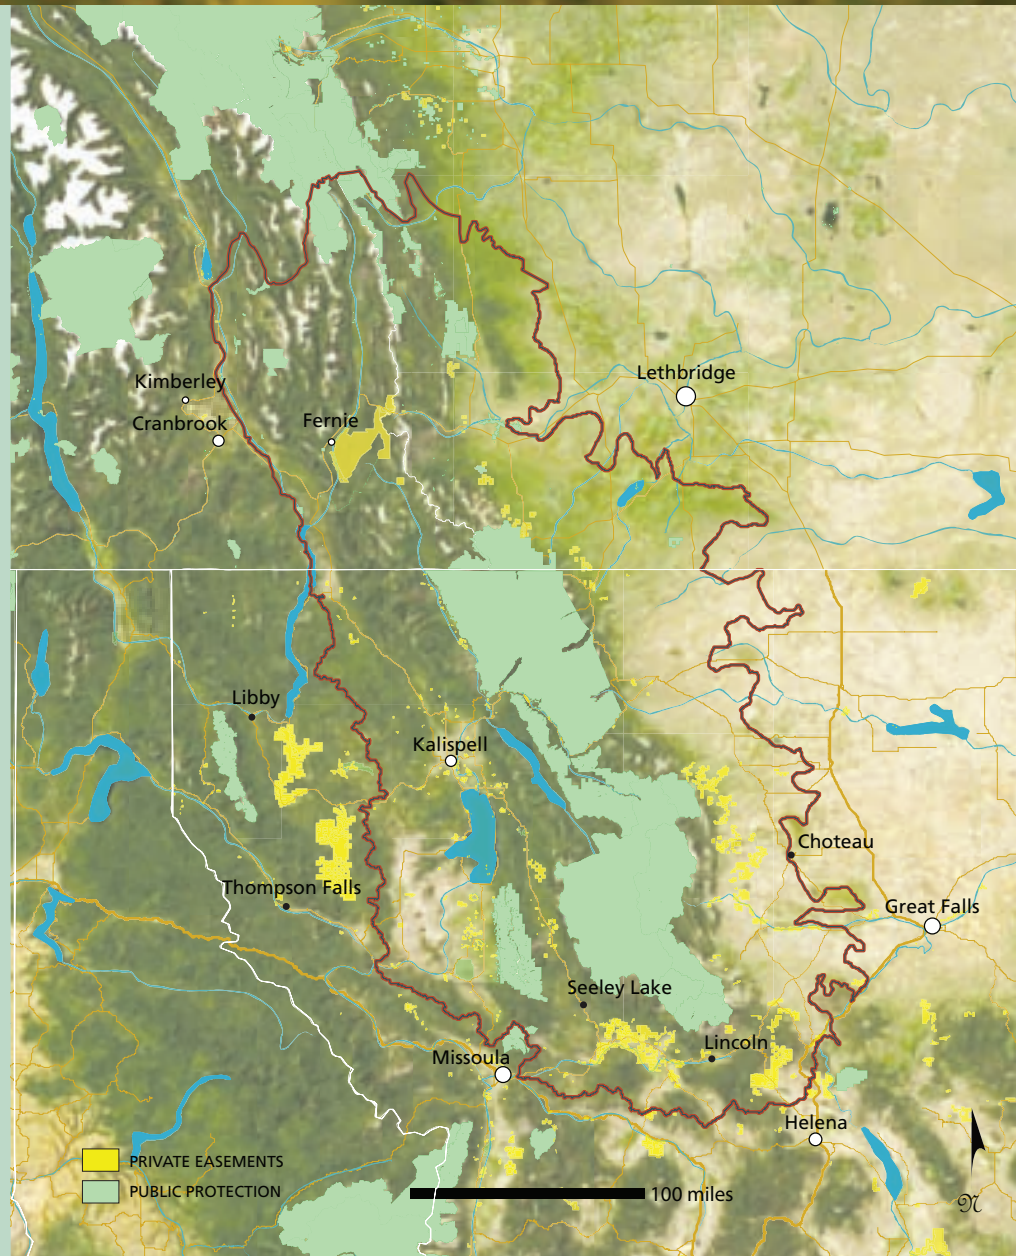 Lethbridge
Kimberley
Cranbrook
Fernie
Libby
Kalispell
Choteau
Thompson Falls
Great Falls
Seeley Lake
Lincoln
Missoula
Helena
PRIVATE EASEMENTS
PUBLIC PROTECTION
100 miles
N